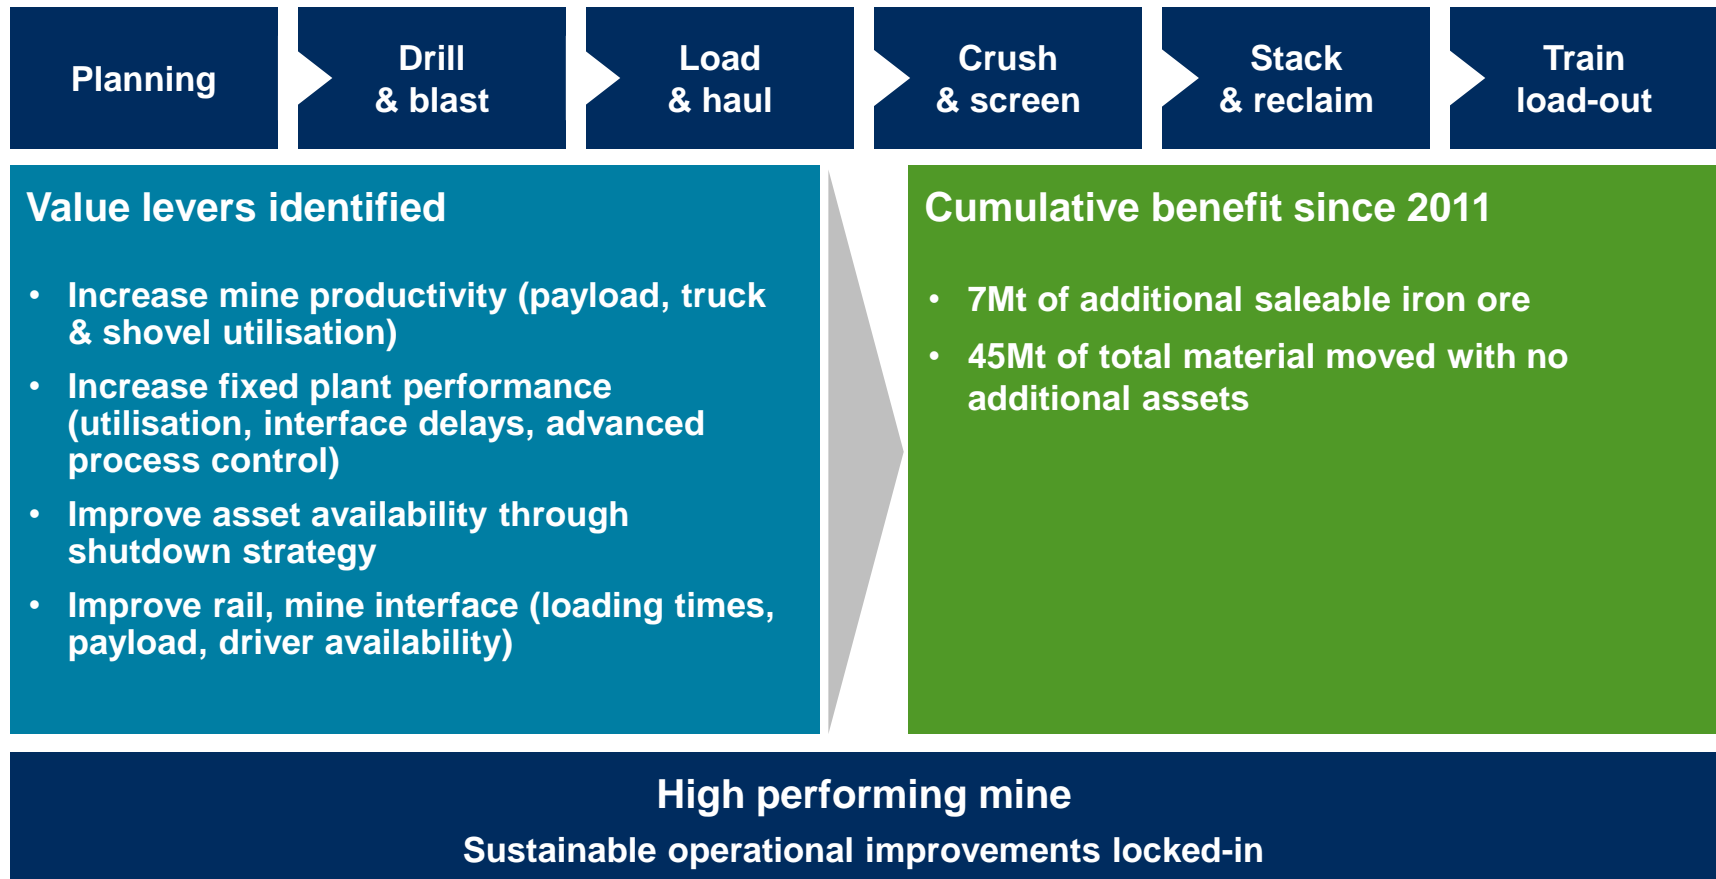 Planning
Drill
& blast
Load
& haul
Crush
& screen
Stack
& reclaim
Train
load-out
Value levers identified
• Increase mine productivity (payload, truck
& shovel utilisation)
• Increase fixed plant performance
(utilisation, interface delays, advanced
process control)
• Improve asset availability through
shutdown strategy
• Improve rail, mine interface (loading times,
payload, driver availability)
Cumulative benefit since 2011
• 7Mt of additional saleable iron ore
• 45Mt of total material moved with no
additional assets
High performing mine
Sustainable operational improvements locked-in